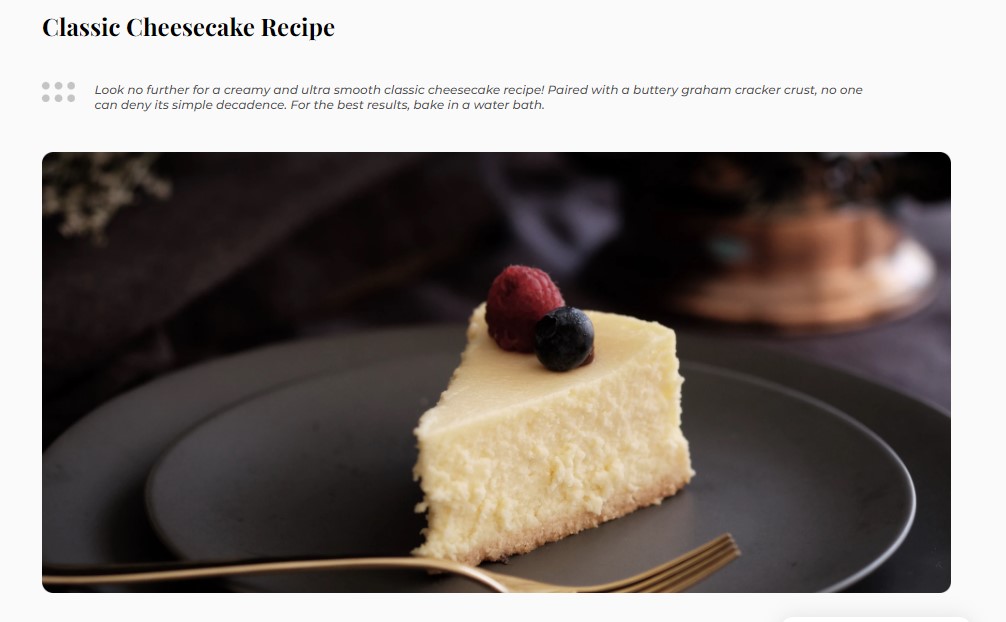 Classic Cheesecake Recipe
Look no further for a creamy and ultra smooth classic cheesecake recipe! Paired with a buttery graham cracker crust, no one
can deny its simple decadence. For the best results, bake in a water bath.